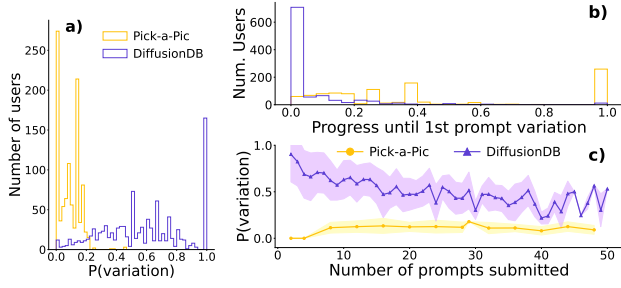 a)
Pick-a-Pic
DiffusionDB
Number of users
250
200
150
100
50
0
0.0 0.2 0.4 0.6 0.8 1.0
P(variation)
b)
Num. Users
600
400
200
0
0.0 0.2 0.4 0.6 0.8 1.0
Progress until 1st prompt variation
Pick-a-Pic DiffusionDB
c)
P(variation)
1.0
0.5
0.0
0 10 20 30 40 50
Number of prompts submitted